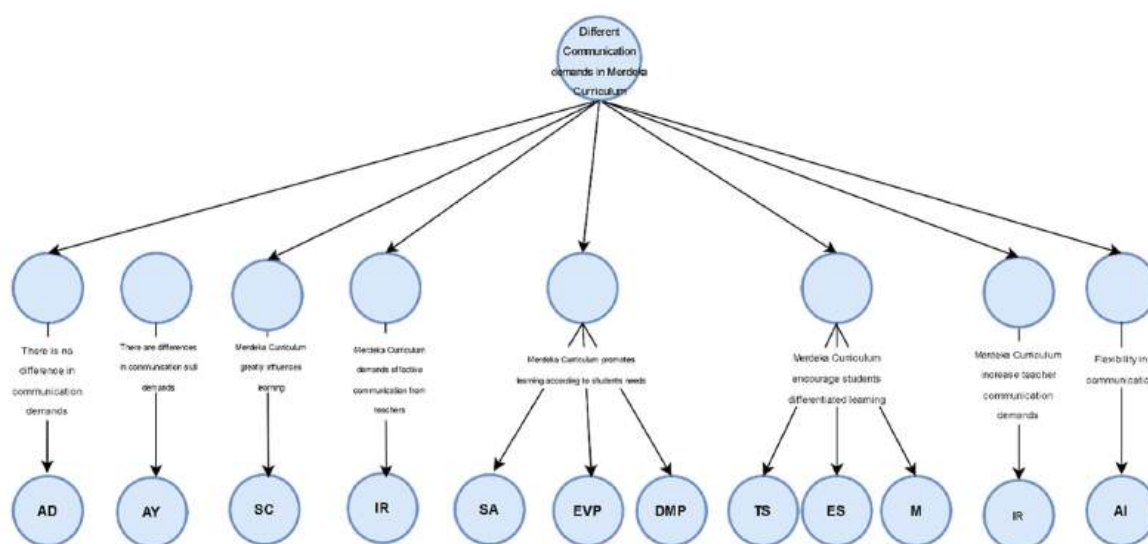 Different
Communication
demands in Merdeka
Curriculum
There is no
difference in
communication
demands
There are differences
in communication skill
demands
Merdeka Curriculum
greatly influences
learning
Merdeka Curriculum
demands effective
communication from
teachers
Merdeka Curriculum promotes
learning according to students needs
Merdeka Curriculum
encourage students
differentiated learning
Merdeka Curriculum
increase teacher
communication
demands
Flexibility in
communication
AD
AY
SC
IR
SA
EVP
DMP
TS
ES
M
IR
AI